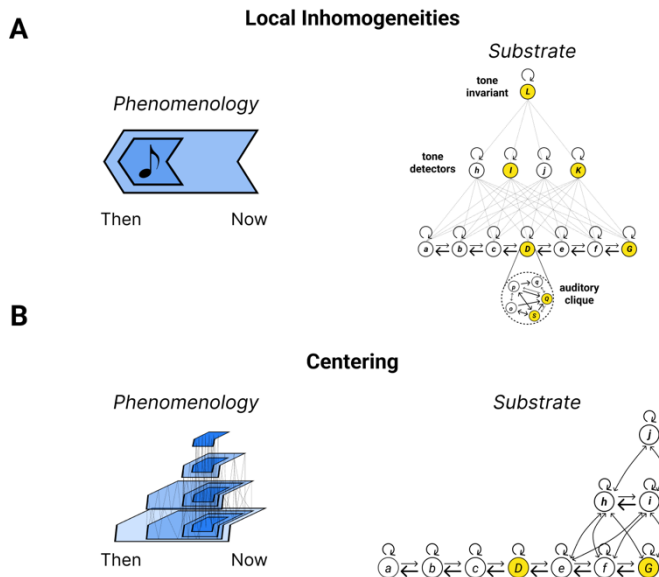 Local Inhomogeneities
A
Substrate
Phenomenology
tone
invariant
L
tone
detectors
h I j K
Then Now
a b c D e f G
auditory
clique
p q
o Q
S
B
Centering
Phenomenology Substrate
j
h i
Then Now
a b c D e f G